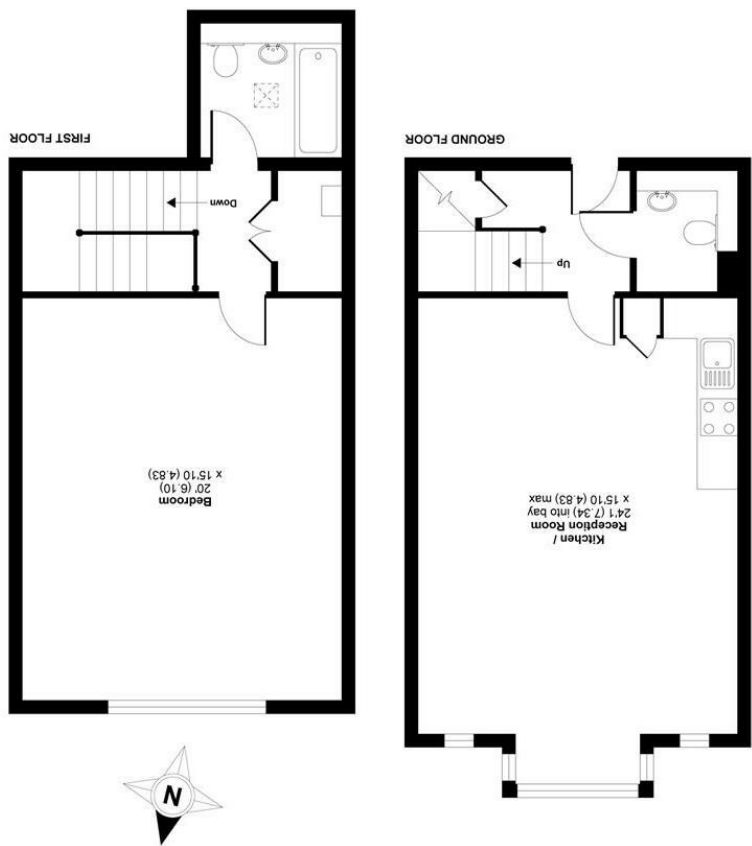 N
Kitchen /
Reception Room
24'1 (7.34) into bay
x 15'10 (4.83) max
Up
GROUND FLOOR
Bedroom
20' (6.10)
x 15'10 (4.83)
Down
FIRST FLOOR